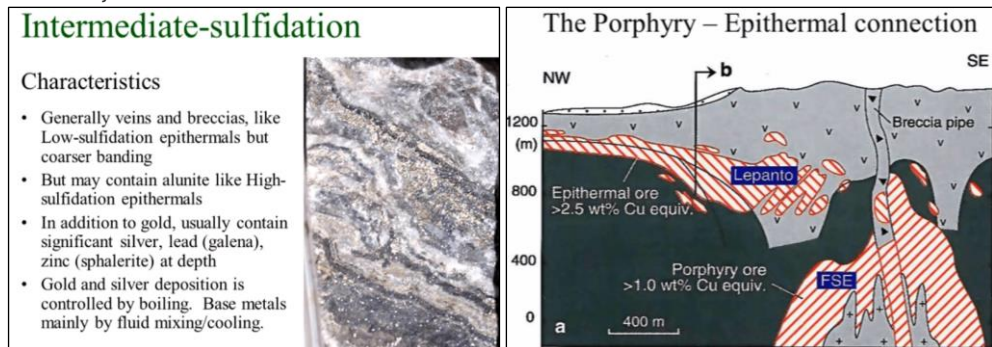 Intermediate-sulfidation
Characteristics
• Generally veins and breccias, like
Low-sulfidation epithermals but
coarser banding
• But may contain alunite like High-
sulfidation epithermals
• In addition to gold, usually contain
significant silver, lead (galena),
zinc (sphalerite) at depth
• Gold and silver deposition is
controlled by boiling. Base metals
mainly by fluid mixing/cooling.
The Porphyry – Epithermal connection
SE
NW
b
Breccia pipe
1200
(m)
Lepanto
800
Epithermal ore
>2.5 wt% Cu equiv.
400
Porphyry ore
>1.0 wt% Cu equiv.
FSE
0
a
400 m